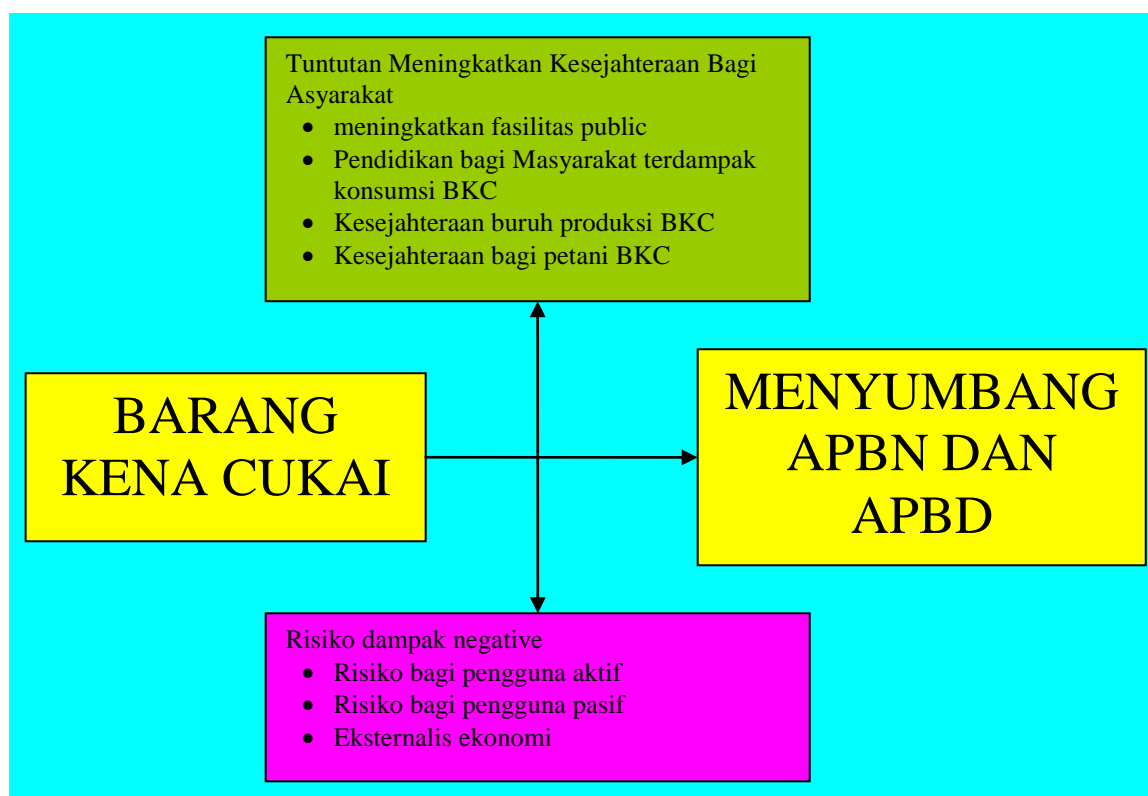 Tuntutan Meningkatkan Kesejahteraan Bagi
Asyarakat
• meningkatkan fasilitas public
• Pendidikan bagi Masyarakat terdampak
konsumsi BKC
• Kesejahteraan buruh produksi BKC
• Kesejahteraan bagi petani BKC
BARANG
KENA CUKAI
MENYUMBANG
APBN DAN
APBD
Risiko dampak negative
• Risiko bagi pengguna aktif
• Risiko bagi pengguna pasif
• Eksternalis ekonomi